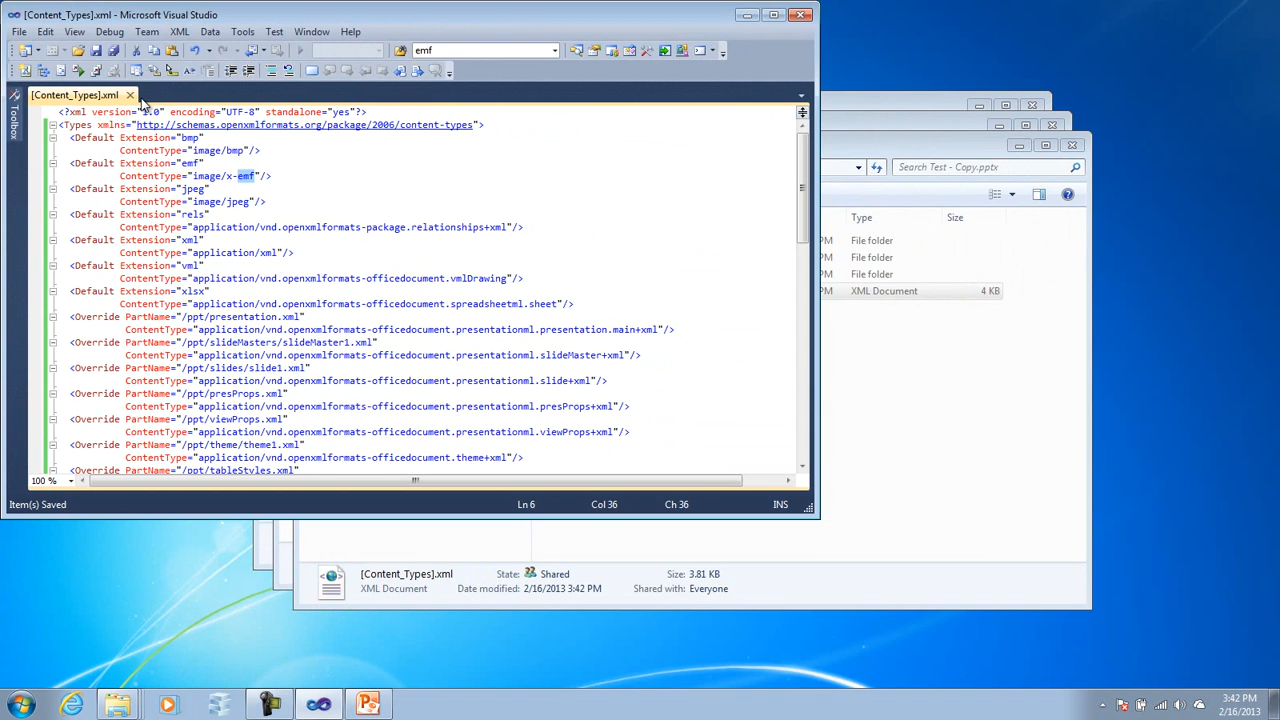 [Content_Types].xml - Microsoft Visual Studio
File Edit View Debug Team XML Data Tools Test Window Help
emf
[Content_Types].xml
Toolbox
<?xml version="1.0" encoding="UTF-8" standalone="yes"?>
<Types xmlns="http://schemas.openxmlformats.org/package/2006/content-types">
<Default Extension="bmp"
ContentType="image/bmp"/>
<Default Extension="emf"
ContentType="image/x-emf"/>
<Default Extension="jpeg"
ContentType="image/jpeg"/>
<Default Extension="rels"
ContentType="application/vnd.openxmlformats-package.relationships+xml"/>
<Default Extension="xml"
ContentType="application/xml"/>
<Default Extension="vml"
ContentType="application/vnd.openxmlformats-officedocument.vmlDrawing"/>
<Default Extension="xlsx"
ContentType="application/vnd.openxmlformats-officedocument.spreadsheetml.sheet"/>
<Override PartName="/ppt/presentation.xml"
ContentType="application/vnd.openxmlformats-officedocument.presentationml.presentation.main+xml"/>
<Override PartName="/ppt/slideMasters/slideMaster1.xml"
ContentType="application/vnd.openxmlformats-officedocument.presentationml.slideMaster+xml"/>
<Override PartName="/ppt/slides/slide1.xml"
ContentType="application/vnd.openxmlformats-officedocument.presentationml.slide+xml"/>
<Override PartName="/ppt/presProps.xml"
ContentType="application/vnd.openxmlformats-officedocument.presentationml.presProps+xml"/>
<Override PartName="/ppt/viewProps.xml"
ContentType="application/vnd.openxmlformats-officedocument.presentationml.viewProps+xml"/>
<Override PartName="/ppt/theme/theme1.xml"
ContentType="application/vnd.openxmlformats-officedocument.theme+xml"/>
<Override PartName="/ppt/tableStyles.xml"
100 %
Item(s) Saved Ln 6 Col 36 Ch 36 INS
Search Test - Copy.pptx
Type Size
PM File folder
PM File folder
PM File folder
XML Document 4 KB
[Content_Types].xml State: Shared Size: 3.81 KB
XML Document Date modified: 2/16/2013 3:42 PM Shared with: Everyone
3:42 PM
2/16/2013